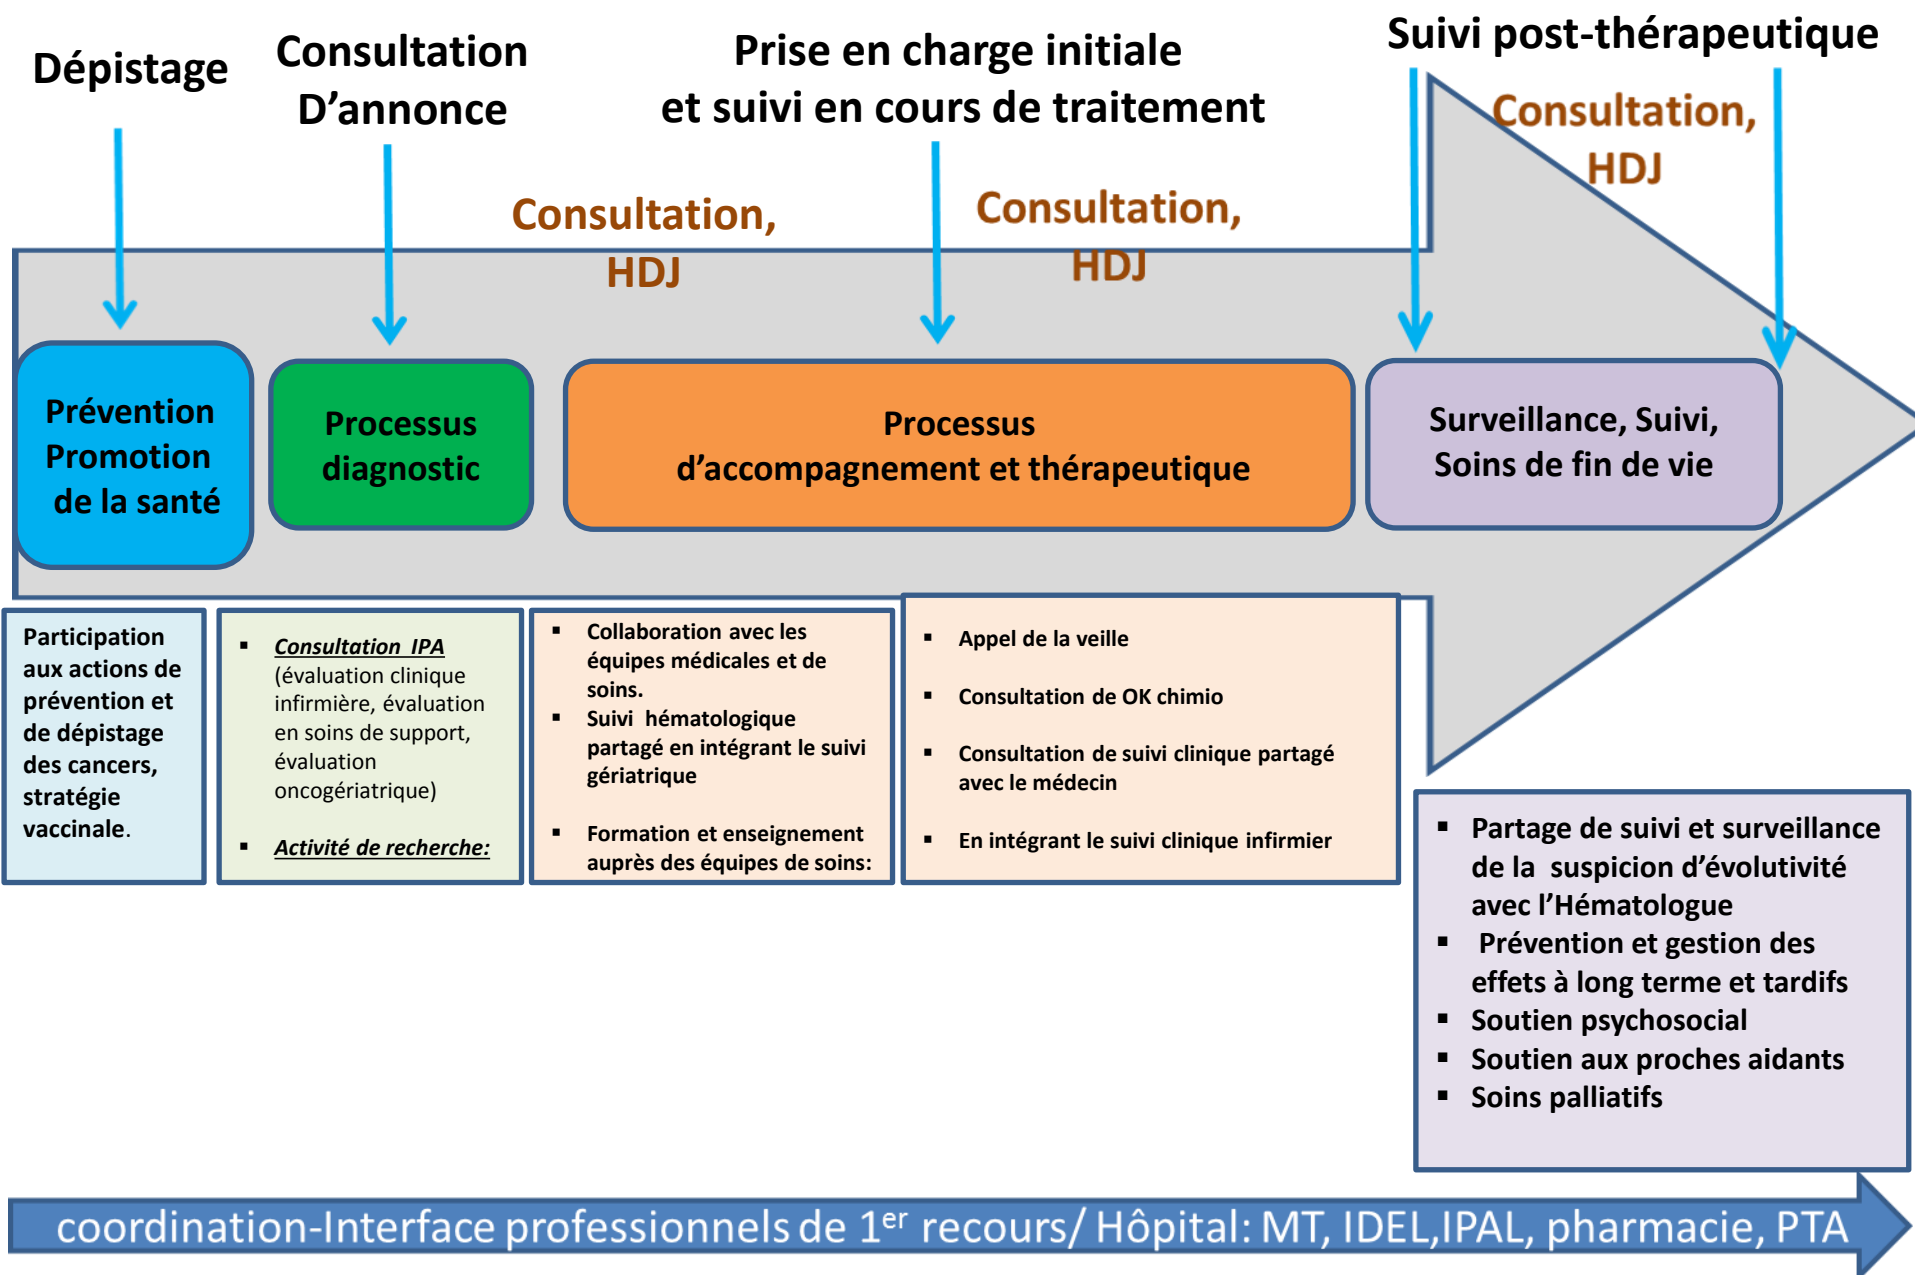 Dépistage
Consultation
D’annonce
Prise en charge initiale
et suivi en cours de traitement
Suivi post-thérapeutique
Consultation,
HDJ
Consultation,
HDJ
Consultation,
HDJ
Prévention
Promotion
de la santé
Processus
diagnostic
Processus
d’accompagnement et thérapeutique
Surveillance, Suivi,
Soins de fin de vie
Participation
aux actions de
prévention et
de dépistage
des cancers,
stratégie
vaccinale.
▪ Consultation IPA
(évaluation clinique
infirmière, évaluation
en soins de support,
évaluation
oncogériatrique)
▪ Activité de recherche:
▪ Collaboration avec les
équipes médicales et de
soins.
▪ Suivi hématologique
partagé en intégrant le suivi
gériatrique
▪ Formation et enseignement
auprès des équipes de soins:
▪ Appel de la veille
▪ Consultation de OK chimio
▪ Consultation de suivi clinique partagé
avec le médecin
▪ En intégrant le suivi clinique infirmier
▪ Partage de suivi et surveillance
de la suspicion d’évolutivité
avec l’Hématologue
▪ Prévention et gestion des
effets à long terme et tardifs
▪ Soutien psychosocial
▪ Soutien aux proches aidants
▪ Soins palliatifs
coordination-Interface professionnels de 1er recours/ Hôpital: MT, IDEL,IPAL, pharmacie, PTA